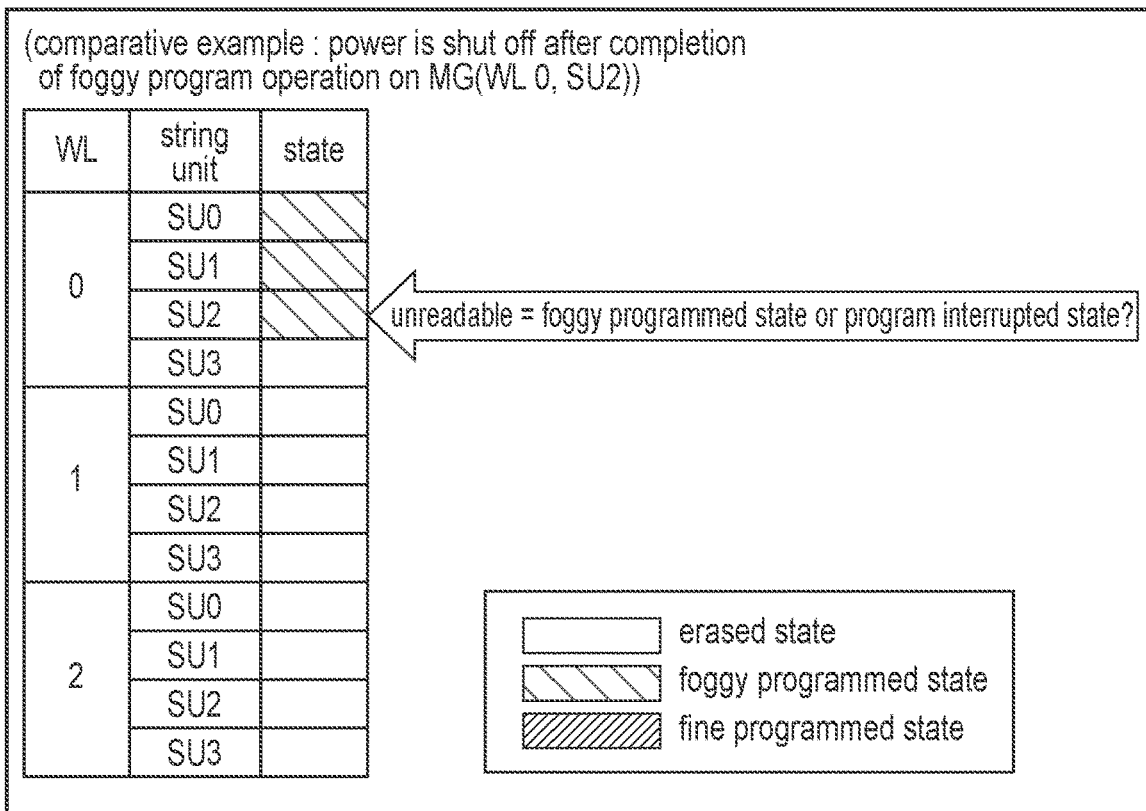 (comparative example : power is shut off after completion
of foggy program operation on MG(WL 0, SU2))
WL string unit state
0
SU0
SU1
SU2
SU3
unreadable = foggy programmed state or program interrupted state?
1
SU0
SU1
SU2
SU3
2
SU0
SU1
SU2
SU3
erased state
foggy programmed state
fine programmed state